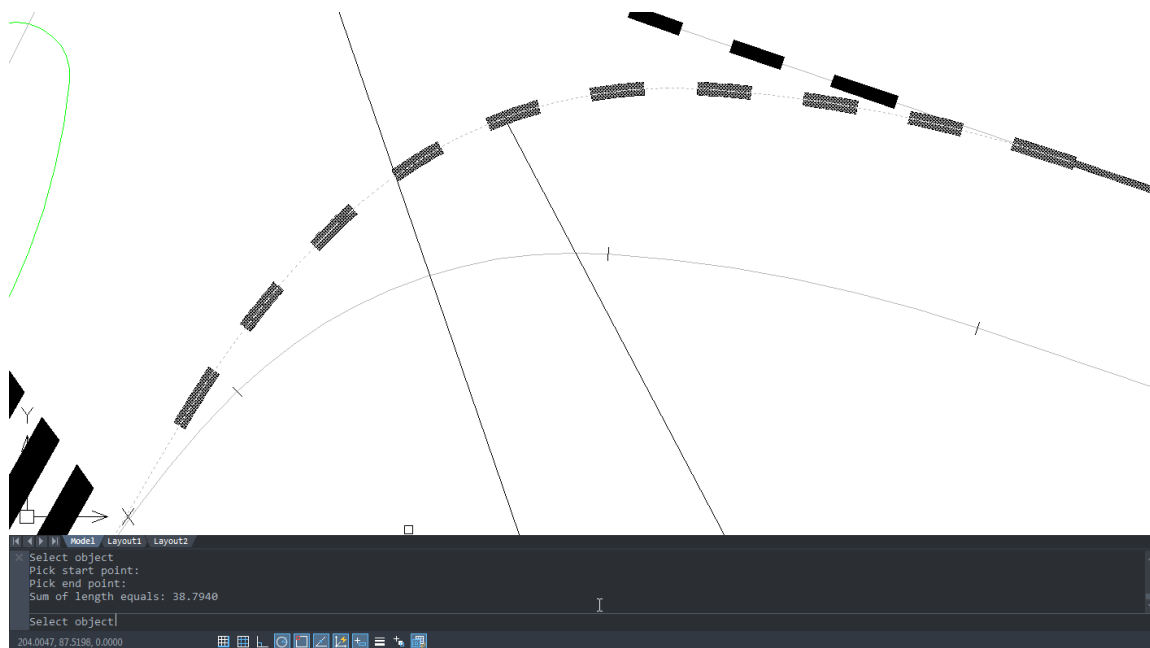 Y
X
Model Layout1 Layout2
Select object
Pick start point:
Pick end point:
Sum of length equals: 38.7940
Select object
204.0047, 87.5198, 0.0000